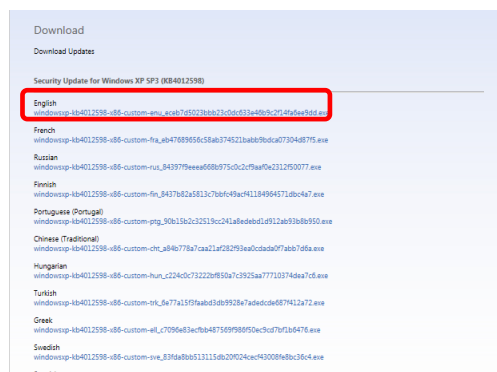 Download
Download Updates
Security Update for Windows XP SP3 (KB4012598)
English
windowsxp-kb4012598-x86-custom-enu_eceb7d5023bbb23c0dc633e46b9c2f14fa6ee9dd.exe
French
windowsxp-kb4012598-x86-custom-fra_eb47689656c58ab374521babb9bdca07304d87f5.exe
Russian
windowsxp-kb4012598-x86-custom-rus_84397f9eeea668b975c0c2cf9aaf0e2312f50077.exe
Finnish
windowsxp-kb4012598-x86-custom-fin_8437b82a5813c7bbfc49acf41184964571dbc4a7.exe
Portuguese (Portugal)
windowsxp-kb4012598-x86-custom-ptg_90b15b2c32519cc241a8edebd1d912ab93b8b950.exe
Chinese (Traditional)
windowsxp-kb4012598-x86-custom-cht_a84b778a7caa21af282f93ea0cdada0f7abb7d6a.exe
Hungarian
windowsxp-kb4012598-x86-custom-hun_c224c0c73222bf850a7c3925aa77710374dea7c6.exe
Turkish
windowsxp-kb4012598-x86-custom-trk_6e77a15f3faabd3db9928e7adedcde687f412a72.exe
Greek
windowsxp-kb4012598-x86-custom-ell_c7096e83ecfbb487569f986f50ec9cd7bf1b6476.exe
Swedish
windowsxp-kb4012598-x86-custom-sve_83fda8bb513115db20f024cecf43008fe8bc36c4.exe